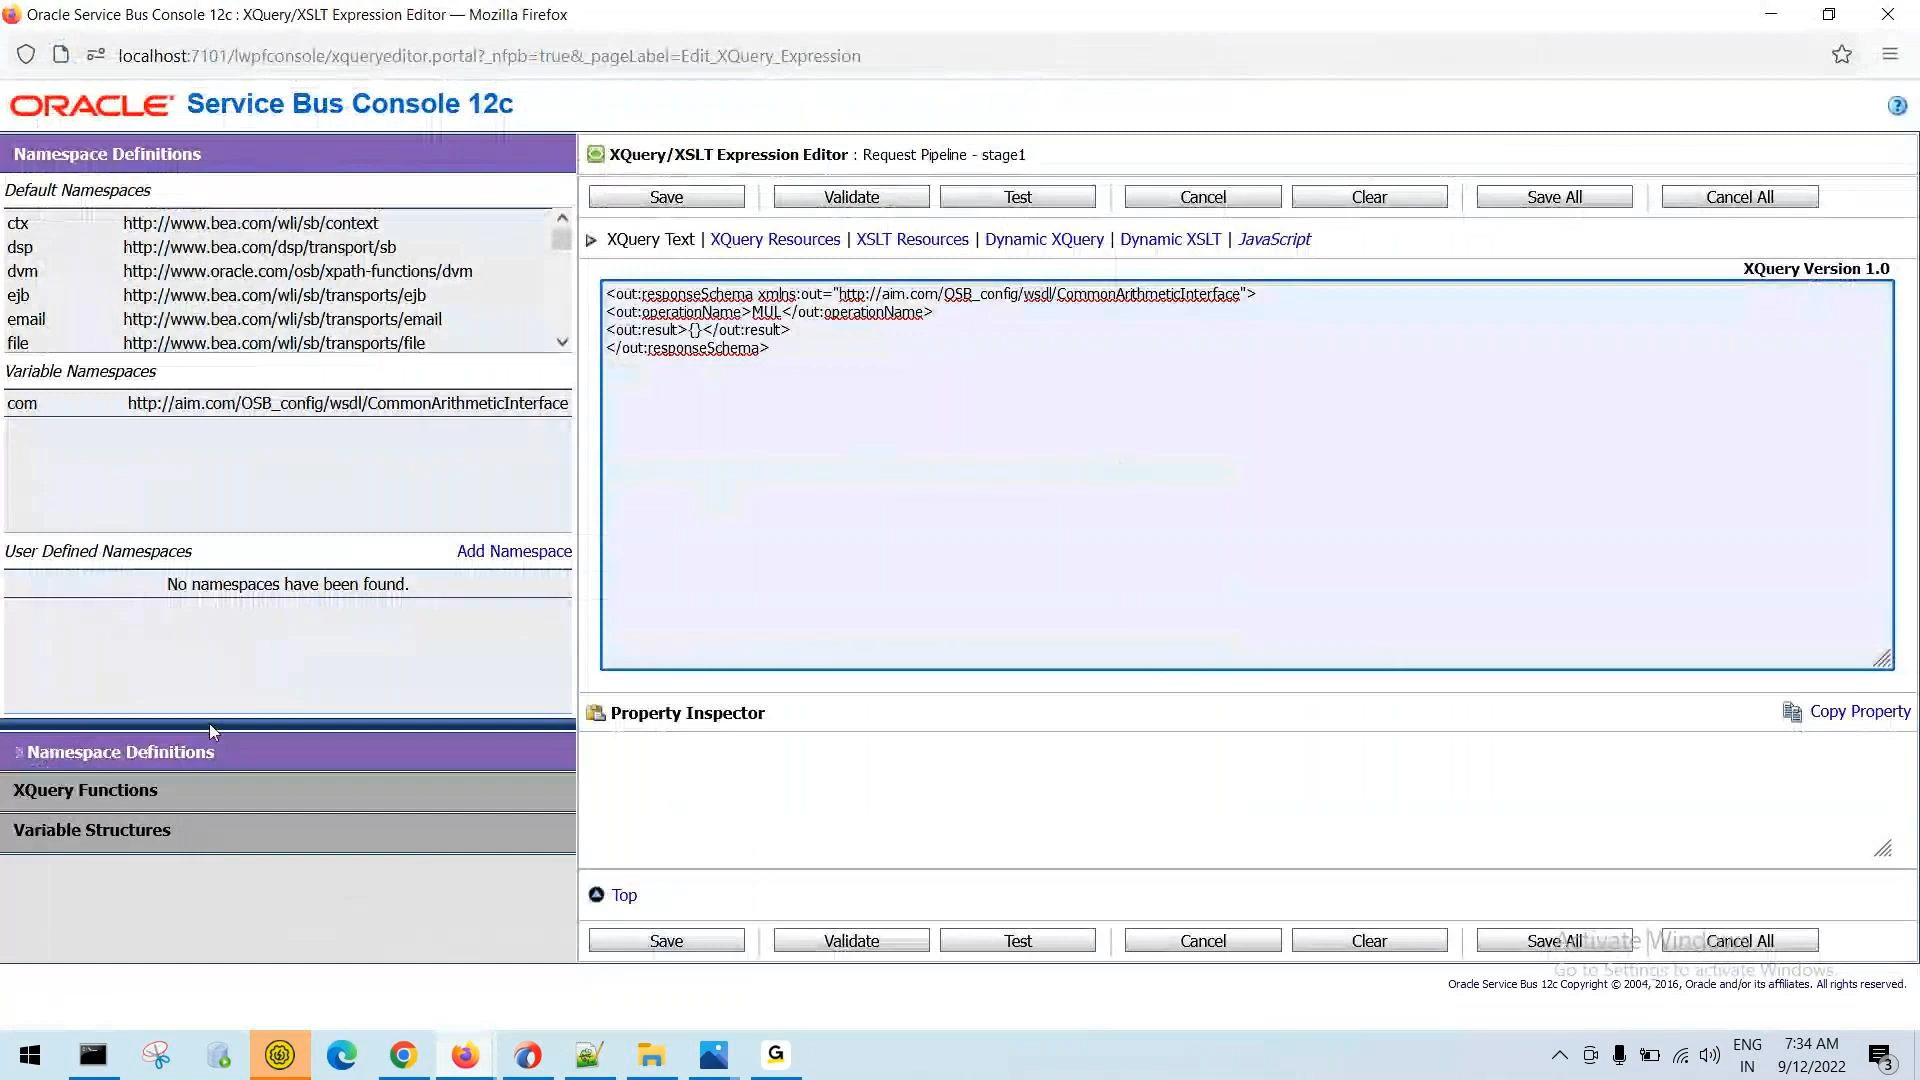 Oracle Service Bus Console 12c : XQuery/XSLT Expression Editor — Mozilla Firefox
localhost:7101/lwpfconsole/xqueryeditor.portal?_nfpb=true&_pageLabel=Edit_XQuery_Expression
ORACLE Service Bus Console 12c
Namespace Definitions
Default Namespaces
ctx http://www.bea.com/wli/sb/context
dsp http://www.bea.com/dsp/transport/sb
dvm http://www.oracle.com/osb/xpath-functions/dvm
ejb http://www.bea.com/wli/sb/transports/ejb
email http://www.bea.com/wli/sb/transports/email
file http://www.bea.com/wli/sb/transports/file
Variable Namespaces
com http://aim.com/OSB_config/wsdl/CommonArithmeticInterface
User Defined Namespaces Add Namespace
No namespaces have been found.
Namespace Definitions
XQuery Functions
Variable Structures
XQuery/XSLT Expression Editor : Request Pipeline - stage1
Save Validate Test Cancel Clear Save All Cancel All
XQuery Text | XQuery Resources | XSLT Resources | Dynamic XQuery | Dynamic XSLT | JavaScript
XQuery Version 1.0
<out:responseSchema xmlns:out="http://aim.com/OSB_config/wsdl/CommonArithmeticInterface">
<out:operationName>MUL</out:operationName>
<out:result>{}</out:result>
</out:responseSchema>
Property Inspector Copy Property
Top
Save Validate Test Cancel Clear Save All Cancel All
Activate Windows
Go to Settings to activate Windows.
Oracle Service Bus 12c Copyright © 2004, 2016, Oracle and/or its affiliates. All rights reserved.
G
ENG
IN
7:34 AM
9/12/2022
3